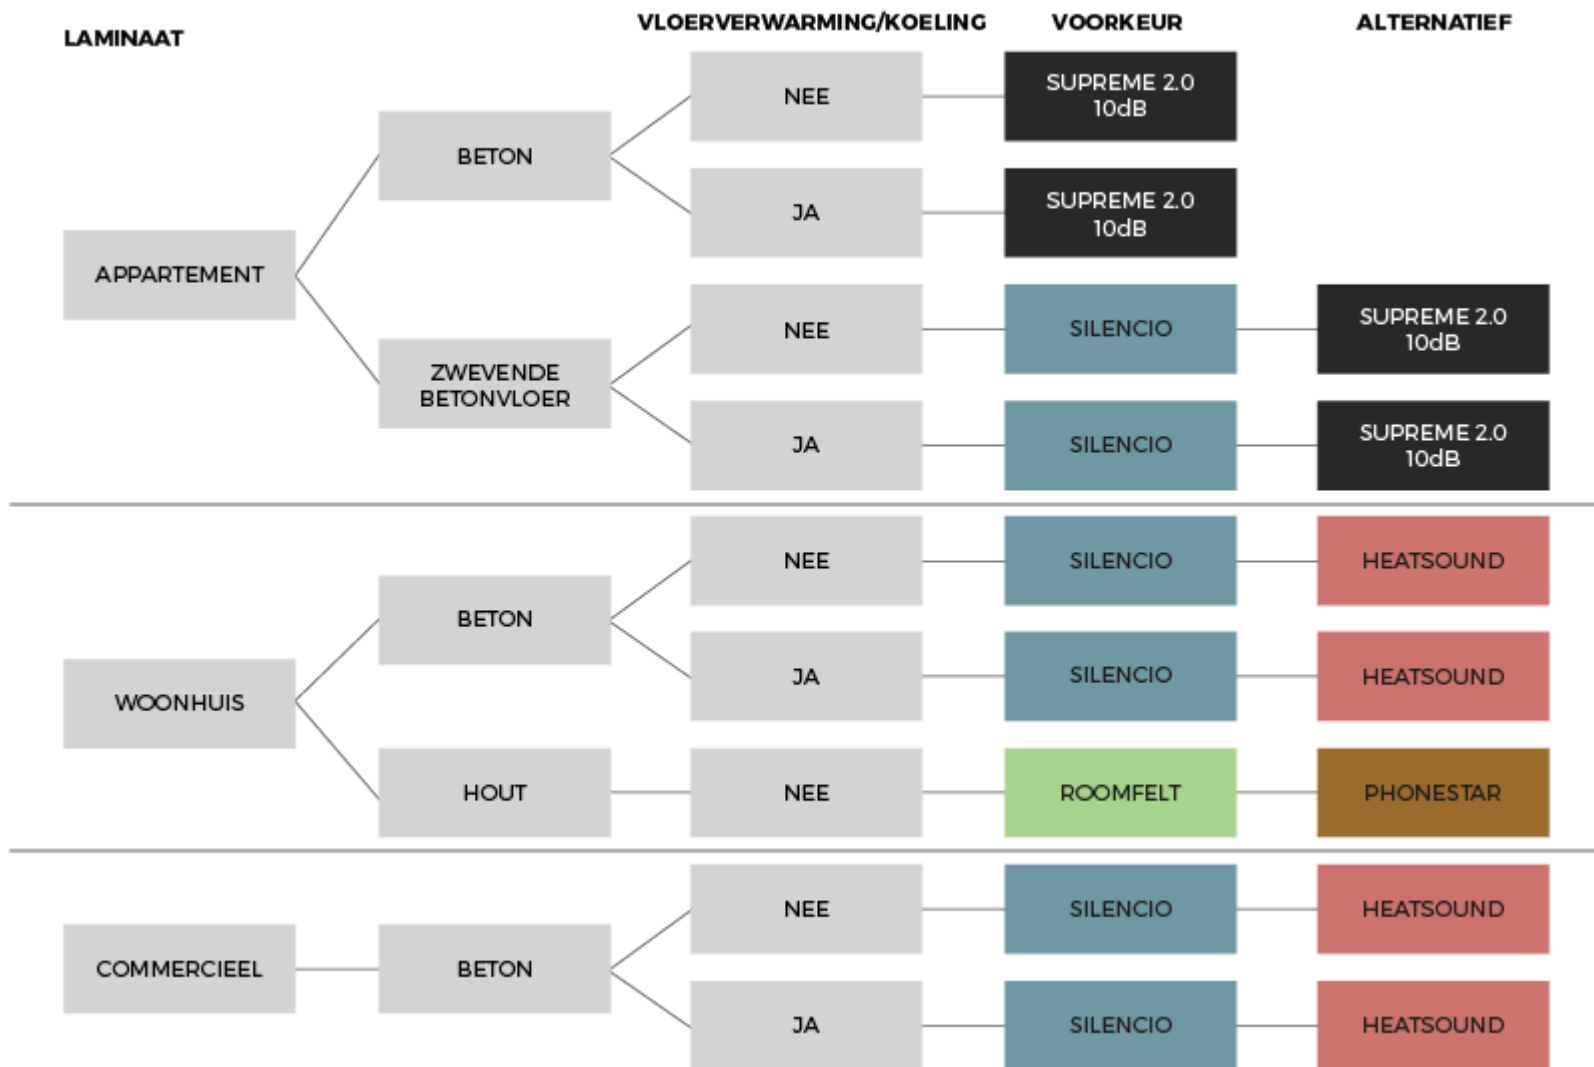 LAMINAAT
VLOERVERWARMING/KOELING
VOORKEUR
ALTERNATIEF
APPARTEMENT
BETON
NEE
SUPREME 2.0
10dB
JA
SUPREME 2.0
10dB
ZWEVENDE
BETONVLOER
NEE
SILENCIO
SUPREME 2.0
10dB
JA
SILENCIO
SUPREME 2.0
10dB
WOONHUIS
BETON
NEE
SILENCIO
HEATSOUND
JA
SILENCIO
HEATSOUND
HOUT
NEE
ROOMFELT
PHONESTAR
COMMERCIEEL
BETON
NEE
SILENCIO
HEATSOUND
JA
SILENCIO
HEATSOUND